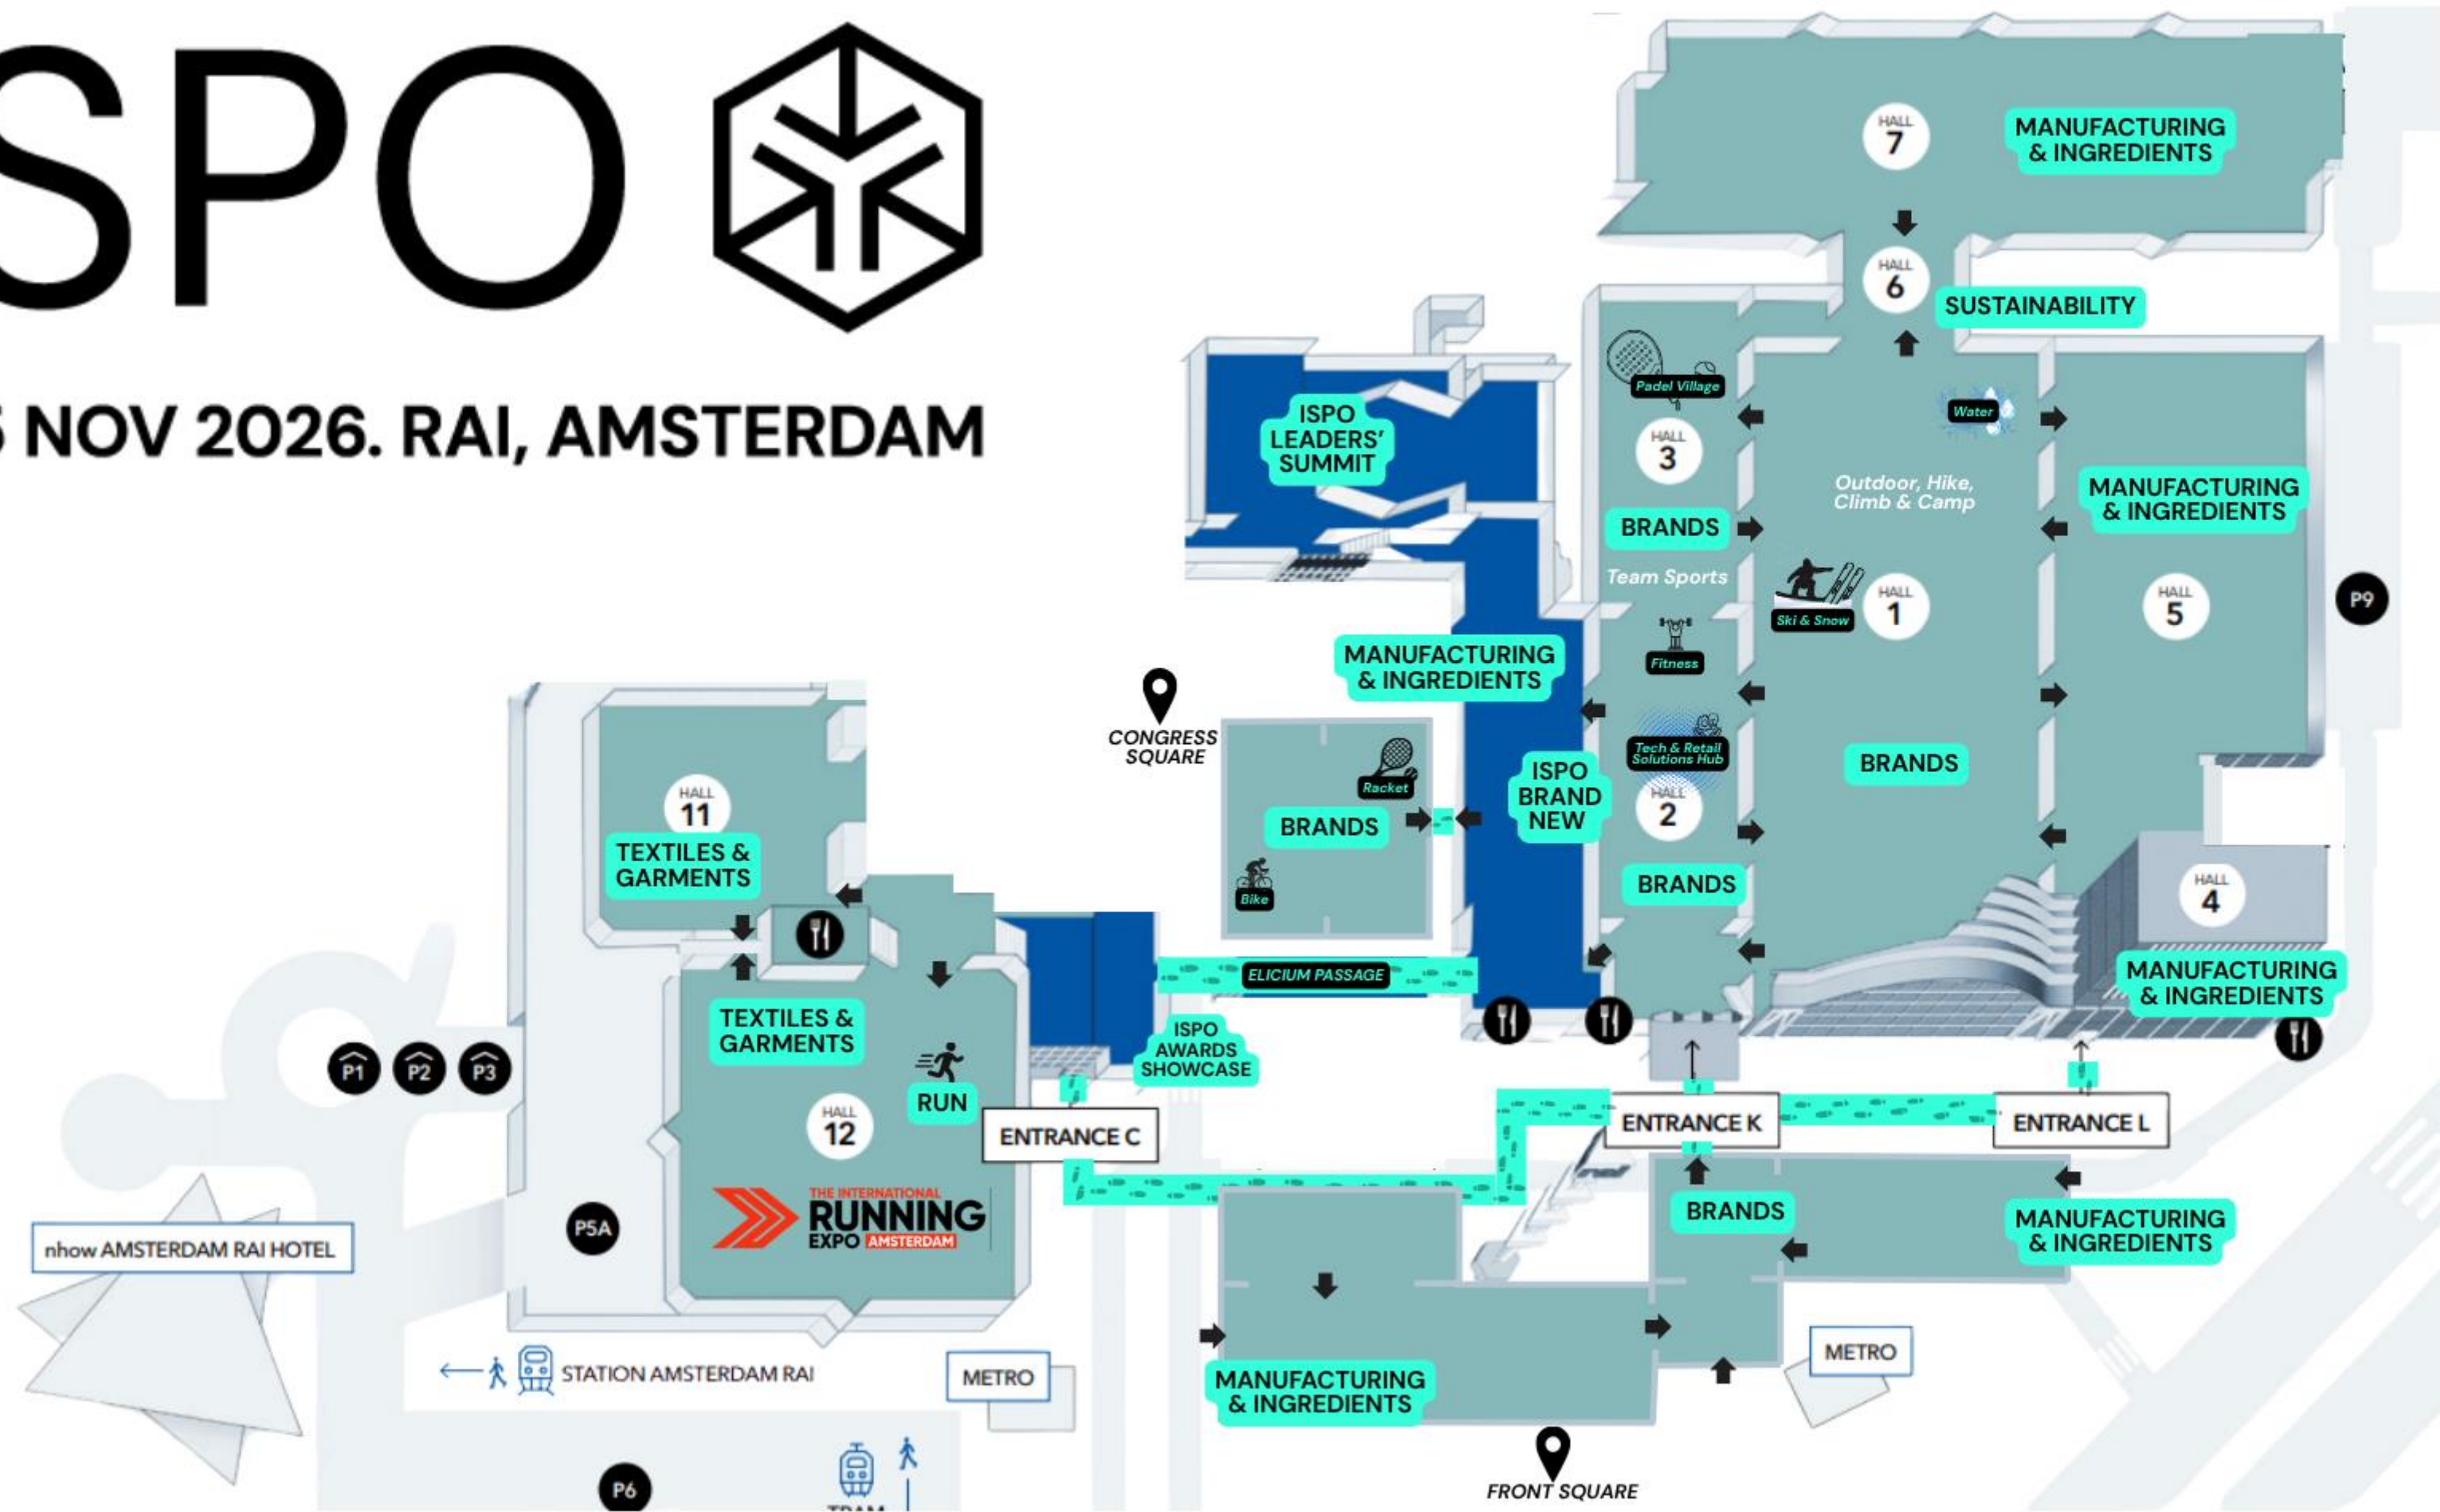 SPO
5 NOV 2026. RAI, AMSTERDAM
HALL
7
MANUFACTURING
& INGREDIENTS
HALL
6
SUSTAINABILITY
Padel Village
Water
HALL
3
ISPO
LEADERS'
SUMMIT
Outdoor, Hike,
Climb & Camp
MANUFACTURING
& INGREDIENTS
BRANDS
Team Sports
Ski & Snow
HALL
1
HALL
5
P9
Fitness
MANUFACTURING
& INGREDIENTS
CONGRESS
SQUARE
Tech & Retail
Solutions Hub
BRANDS
ISPO
BRAND
NEW
HALL
2
Racket
BRANDS
Bike
BRANDS
HALL
11
TEXTILES &
GARMENTS
HALL
4
MANUFACTURING
& INGREDIENTS
ELICIUM PASSAGE
TEXTILES &
GARMENTS
ISPO
AWARDS
SHOWCASE
P1
P2
P3
RUN
HALL
12
ENTRANCE C
ENTRANCE K
ENTRANCE L
THE INTERNATIONAL
RUNNING
EXPO AMSTERDAM
BRANDS
MANUFACTURING
& INGREDIENTS
P5A
nhow AMSTERDAM RAI HOTEL
STATION AMSTERDAM RAI
METRO
METRO
MANUFACTURING
& INGREDIENTS
P6
TRAM
FRONT SQUARE